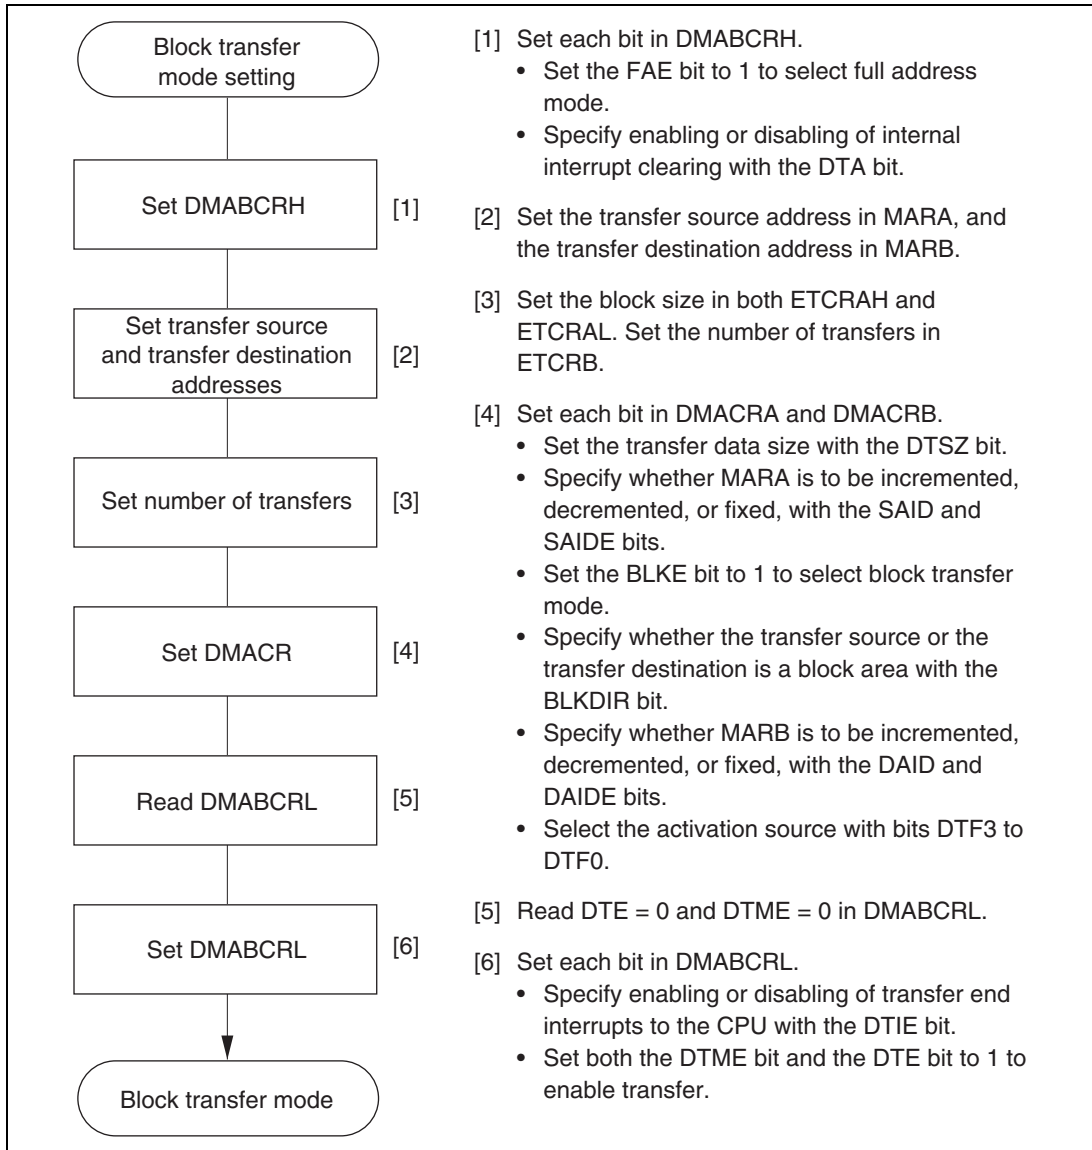 Block transfer
mode setting
Set DMABCRH [1]
Set transfer source
and transfer destination
addresses
[2]
Set number of transfers [3]
Set DMACR [4]
Read DMABCRL [5]
Set DMABCRL [6]
Block transfer mode
[1] Set each bit in DMABCRH.
• Set the FAE bit to 1 to select full address
mode.
• Specify enabling or disabling of internal
interrupt clearing with the DTA bit.
[2] Set the transfer source address in MARA, and
the transfer destination address in MARB.
[3] Set the block size in both ETCRAH and
ETCRAL. Set the number of transfers in
ETCRB.
[4] Set each bit in DMACRA and DMACRB.
• Set the transfer data size with the DTSZ bit.
• Specify whether MARA is to be incremented,
decremented, or fixed, with the SAID and
SAIDE bits.
• Set the BLKE bit to 1 to select block transfer
mode.
• Specify whether the transfer source or the
transfer destination is a block area with the
BLKDIR bit.
• Specify whether MARB is to be incremented,
decremented, or fixed, with the DAID and
DAIDE bits.
• Select the activation source with bits DTF3 to
DTF0.
[5] Read DTE = 0 and DTME = 0 in DMABCRL.
[6] Set each bit in DMABCRL.
• Specify enabling or disabling of transfer end
interrupts to the CPU with the DTIE bit.
• Set both the DTME bit and the DTE bit to 1 to
enable transfer.